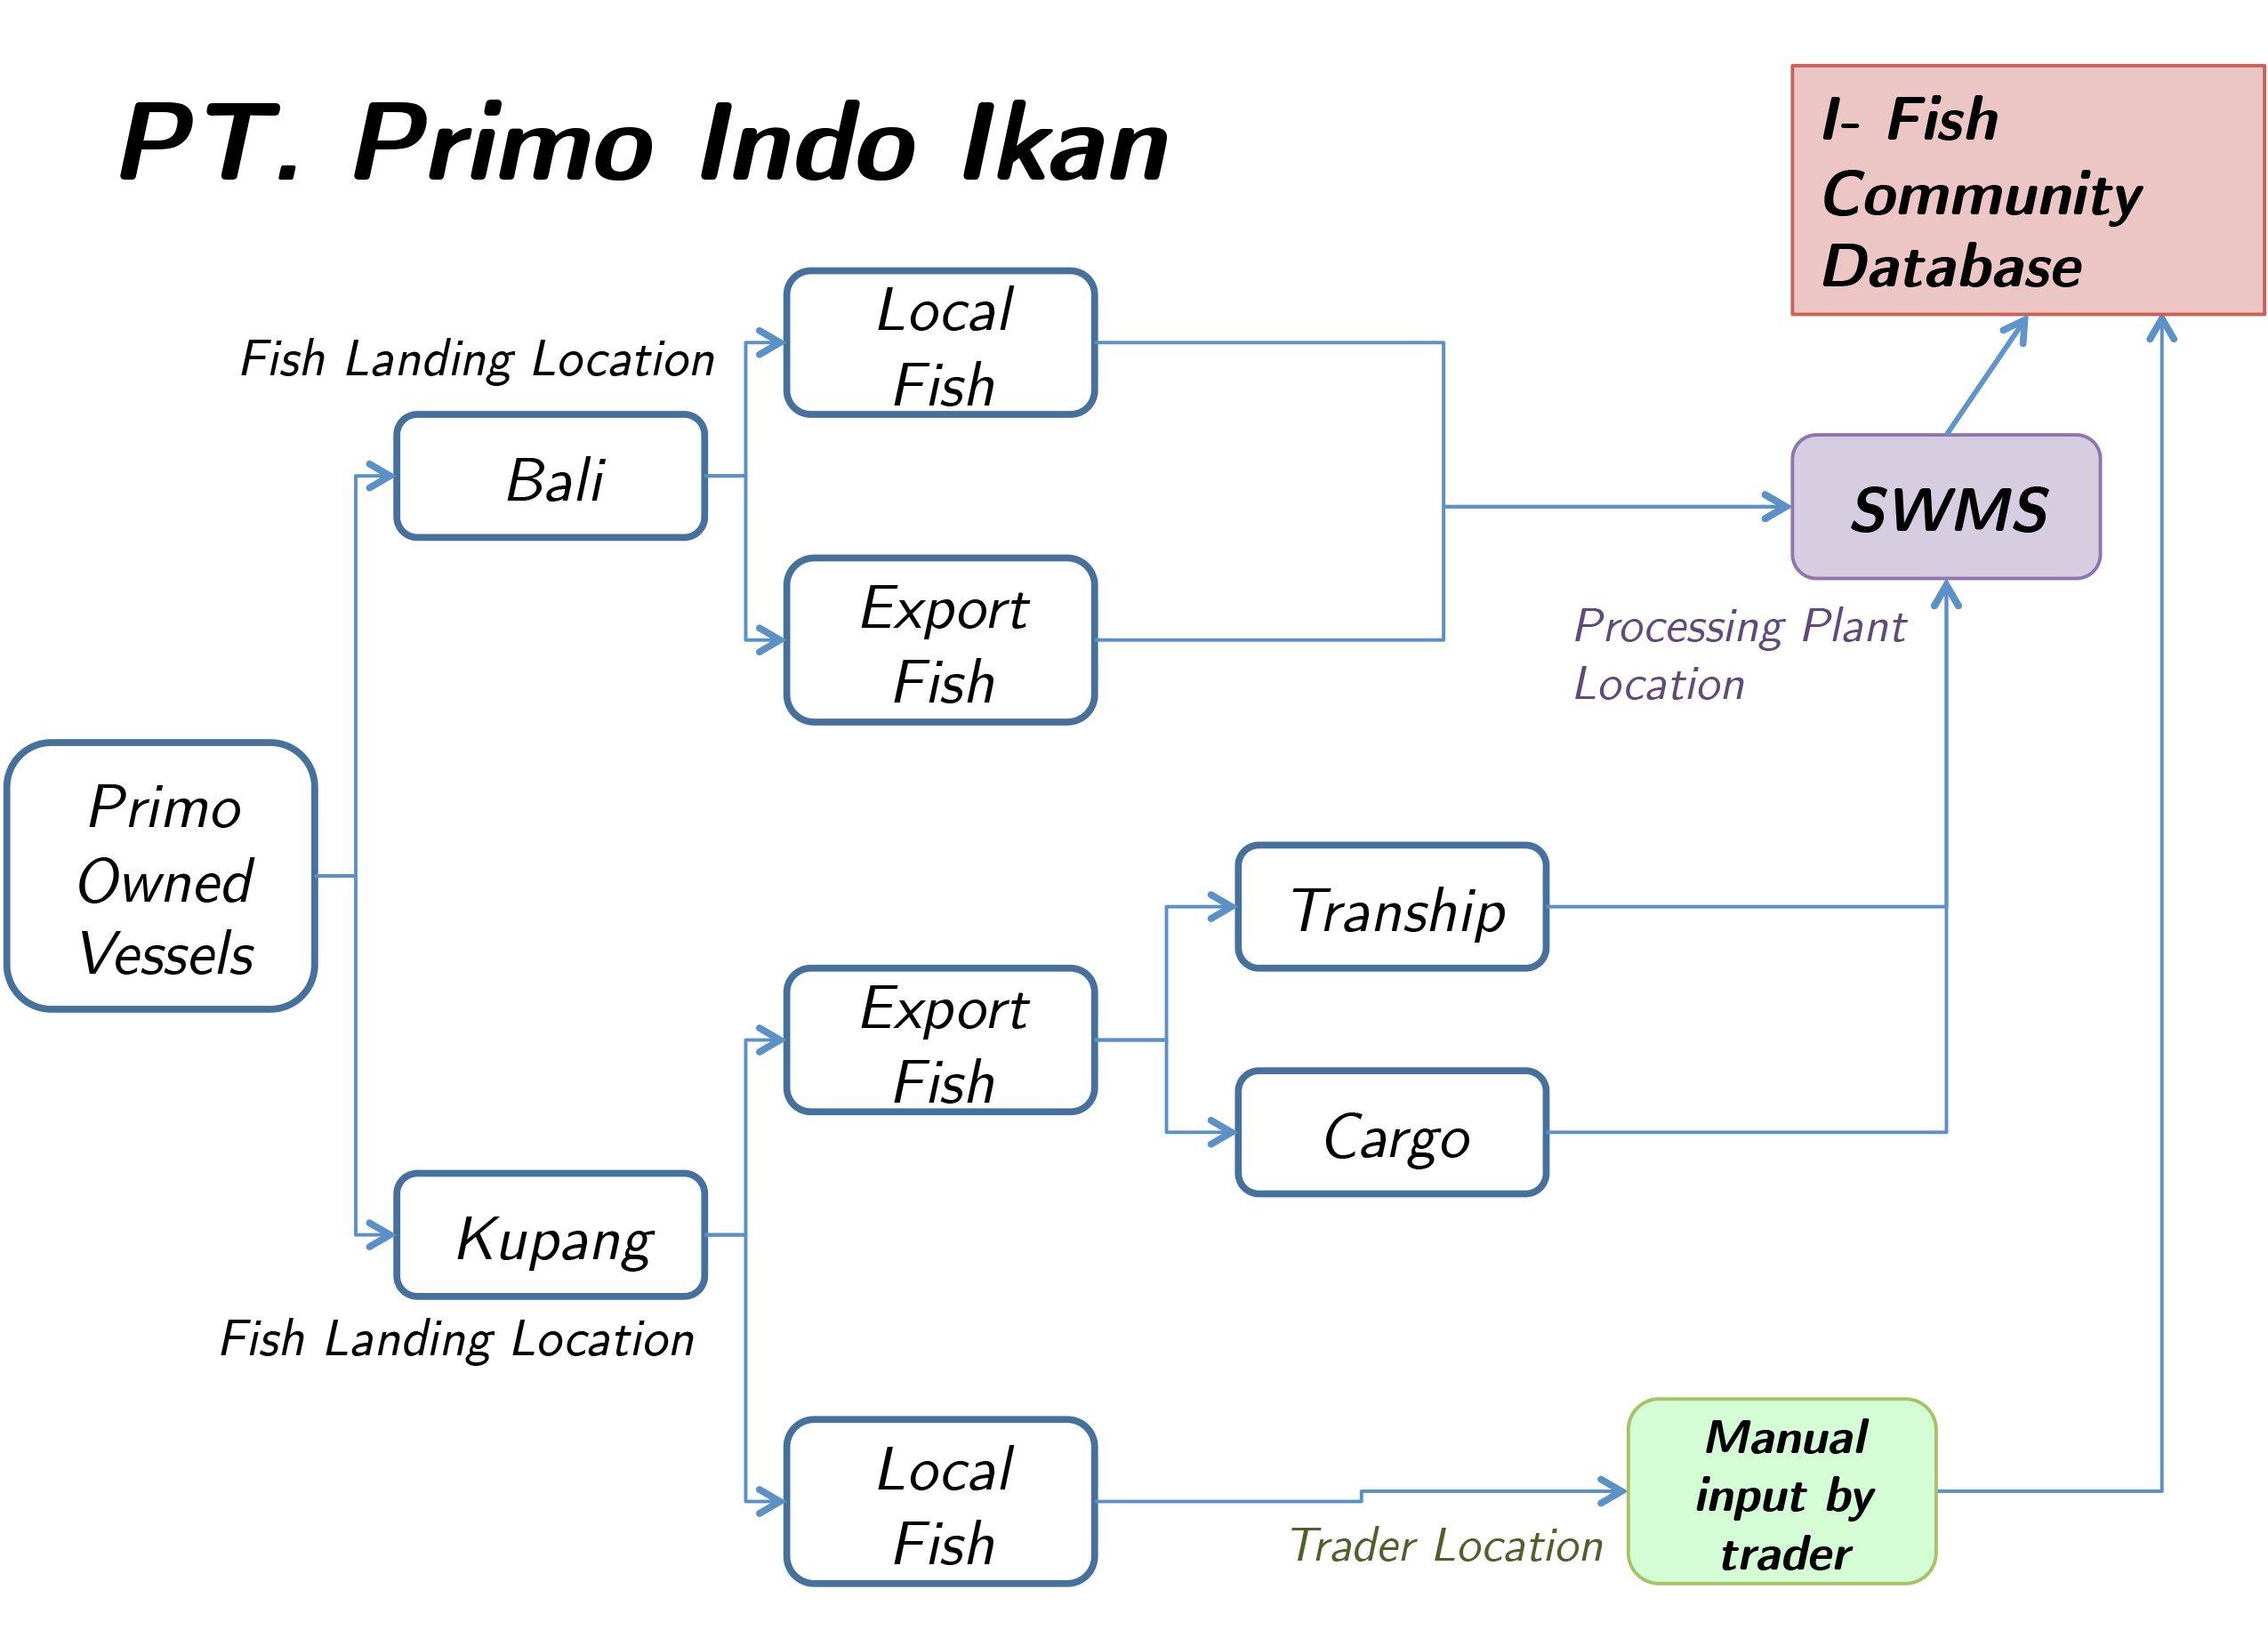 PT. Primo Indo Ikan
I- Fish
Community
Database
Local
Fish
Fish Landing Location
Bali
SWMS
Export
Fish
Processing Plant
Location
Primo
Owned
Vessels
Tranship
Export
Fish
Cargo
Kupang
Fish Landing Location
Local
Fish
Trader Location
Manual
input by
trader